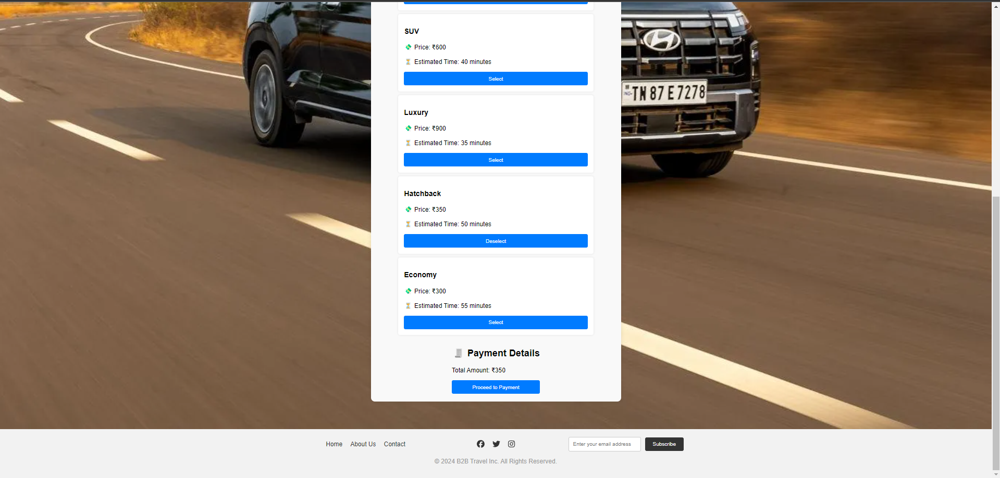 SUV
Price: ₹600
Estimated Time: 40 minutes
Select
TN 87 E 7278
Luxury
Price: ₹900
Estimated Time: 35 minutes
Select
Hatchback
Price: ₹350
Estimated Time: 50 minutes
Deselect
Economy
Price: ₹300
Estimated Time: 55 minutes
Select
Payment Details
Total Amount: ₹350
Proceed to Payment
Home About Us Contact
Enter your email address Subscribe
© 2024 B2B Travel Inc. All Rights Reserved.